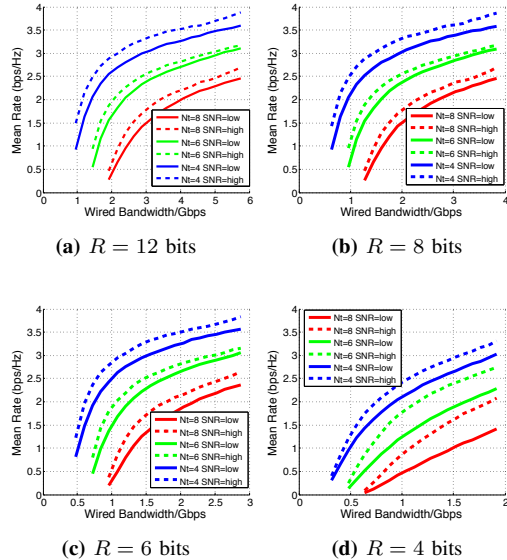 4
3.5
3
2.5
2
1.5
1
0.5
0
Mean Rate (bps/Hz)
Nt=8 SNR=low
Nt=8 SNR=high
Nt=6 SNR=low
Nt=6 SNR=high
Nt=4 SNR=low
Nt=4 SNR=high
0 1 2 3 4 5 6
Wired Bandwidth/Gbps
(a) R = 12 bits
4
3.5
3
2.5
2
1.5
1
0.5
0
Mean Rate (bps/Hz)
Nt=8 SNR=low
Nt=8 SNR=high
Nt=6 SNR=low
Nt=6 SNR=high
Nt=4 SNR=low
Nt=4 SNR=high
0 1 2 3 4
Wired Bandwidth/Gbps
(b) R = 8 bits
4
3.5
3
2.5
2
1.5
1
0.5
0
Mean Rate (bps/Hz)
Nt=8 SNR=low
Nt=8 SNR=high
Nt=6 SNR=low
Nt=6 SNR=high
Nt=4 SNR=low
Nt=4 SNR=high
0 0.5 1 1.5 2 2.5 3
Wired Bandwidth/Gbps
(c) R = 6 bits
4
3.5
3
2.5
2
1.5
1
0.5
0
Mean Rate (bps/Hz)
Nt=8 SNR=low
Nt=8 SNR=high
Nt=6 SNR=low
Nt=6 SNR=high
Nt=4 SNR=low
Nt=4 SNR=high
0 0.5 1 1.5 2
Wired Bandwidth/Gbps
(d) R = 4 bits